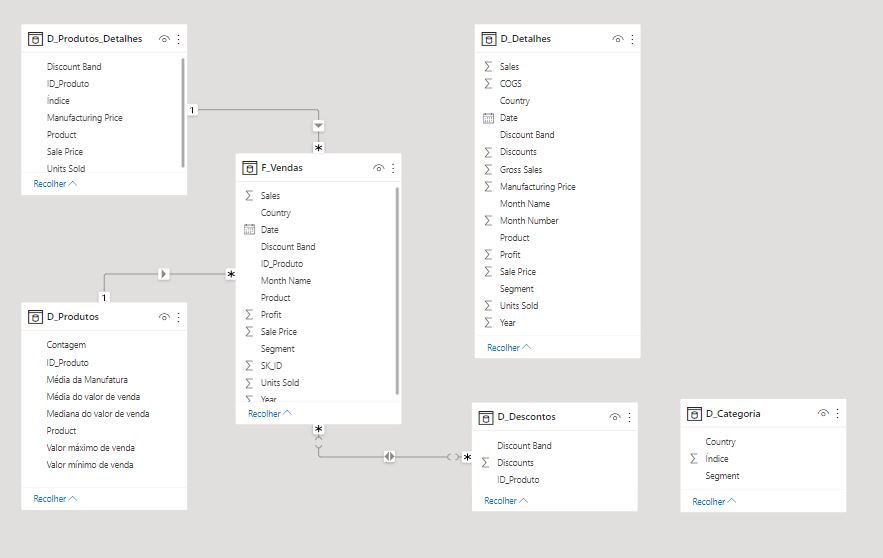 D_Produtos_Detalhes
Discount Band
ID_Produto
Índice
Manufacturing Price
Product
Sale Price
Units Sold
Recolher
D_Detalhes
Sales
COGS
Country
Date
Discount Band
Discounts
Gross Sales
Manufacturing Price
Month Name
Month Number
Product
Profit
Sale Price
Segment
Units Sold
Year
Recolher
1
*
F_Vendas
Sales
Country
Date
Discount Band
ID_Produto
Month Name
Product
Profit
Sale Price
Segment
SK_ID
Units Sold
Year
Recolher
*
1
D_Produtos
Contagem
ID_Produto
Média da Manufatura
Média do valor de venda
Mediana do valor de venda
Product
Valor máximo de venda
Valor mínimo de venda
Recolher
*
*
D_Descontos
Discount Band
Discounts
ID_Produto
Recolher
D_Categoria
Country
Índice
Segment
Recolher